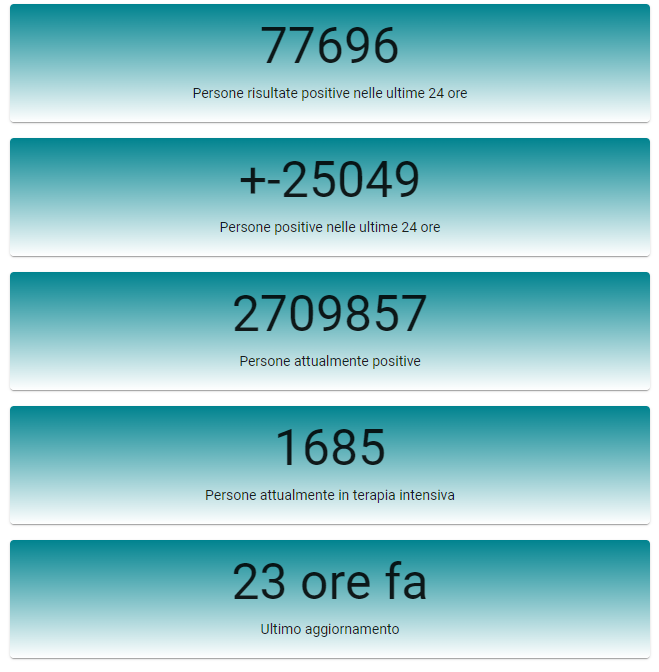 77696
Persone risultate positive nelle ultime 24 ore
+-25049
Persone positive nelle ultime 24 ore
2709857
Persone attualmente positive
1685
Persone attualmente in terapia intensiva
23 ore fa
Ultimo aggiornamento